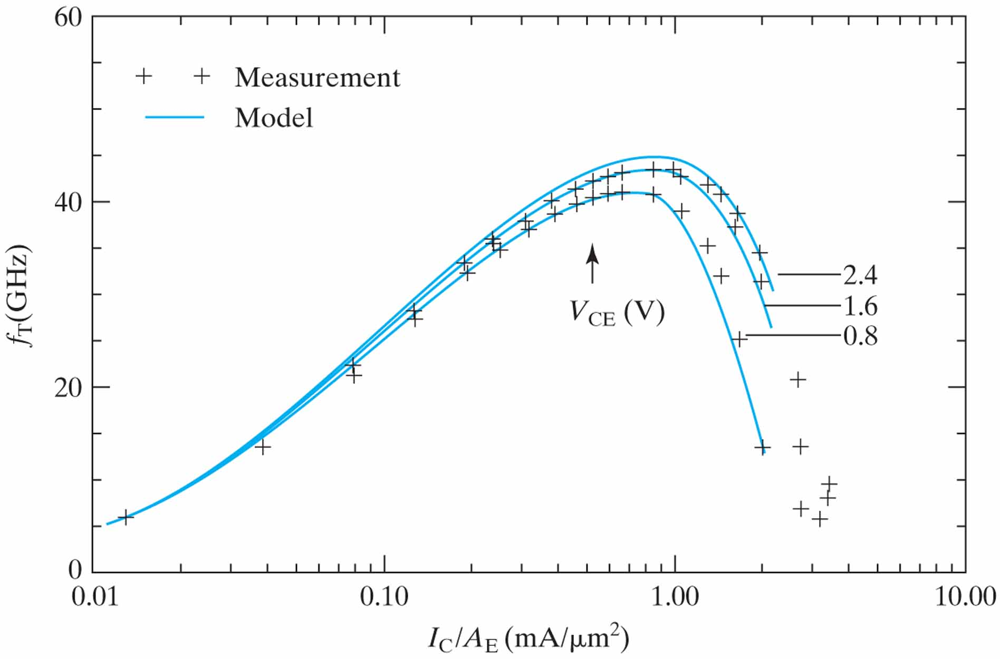 60
+ + Measurement
Model
40
20
0
f_T(GHz)
V_CE (V)
2.4
1.6
0.8
0.01 0.10 1.00 10.00
I_C/A_E (mA/μm²)